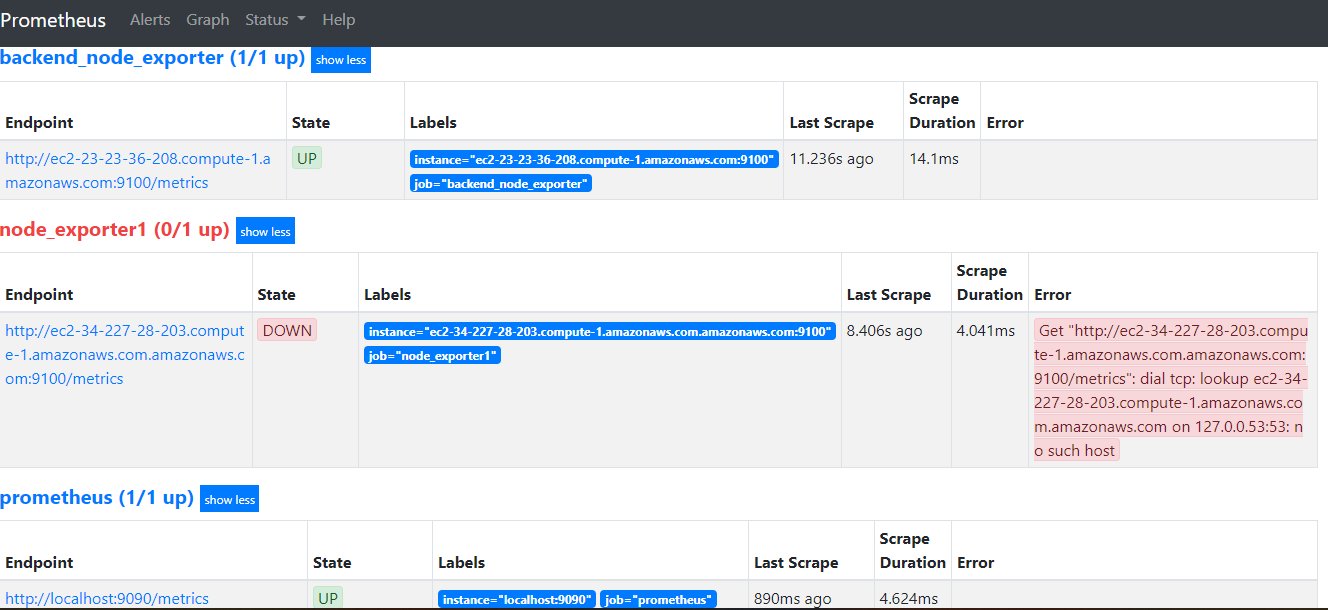 Prometheus Alerts Graph Status Help
backend_node_exporter (1/1 up) show less
Scrape
Endpoint State Labels Last Scrape Duration Error
http://ec2-23-23-36-208.compute-1.a UP instance="ec2-23-23-36-208.compute-1.amazonaws.com:9100" 11.236s ago 14.1ms
mazonaws.com:9100/metrics job="backend_node_exporter"
node_exporter1 (0/1 up) show less
Scrape
Endpoint State Labels Last Scrape Duration Error
http://ec2-34-227-28-203.comput DOWN instance="ec2-34-227-28-203.compute-1.amazonaws.com.amazonaws.com:9100" 8.406s ago 4.041ms Get "http://ec2-34-227-28-203.compu
e-1.amazonaws.com.amazonaws.c job="node_exporter1" te-1.amazonaws.com.amazonaws.com:
om:9100/metrics 9100/metrics": dial tcp: lookup ec2-34-
227-28-203.compute-1.amazonaws.co
m.amazonaws.com on 127.0.0.53:53: n
o such host
prometheus (1/1 up) show less
Scrape
Endpoint State Labels Last Scrape Duration Error
http://localhost:9090/metrics UP instance="localhost:9090" job="prometheus" 890ms ago 4.624ms